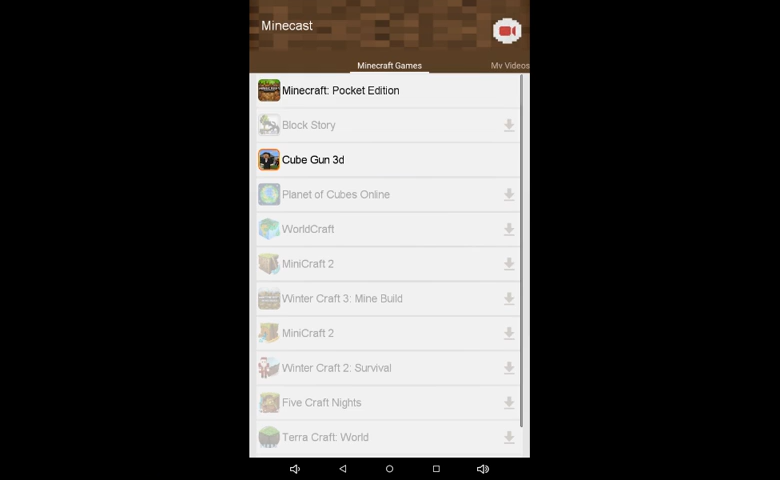 Minecast
Minecraft Games
My Videos
Minecraft: Pocket Edition
Block Story
Cube Gun 3d
Planet of Cubes Online
WorldCraft
MiniCraft 2
Winter Craft 3: Mine Build
MiniCraft 2
Winter Craft 2: Survival
Five Craft Nights
Terra Craft: World